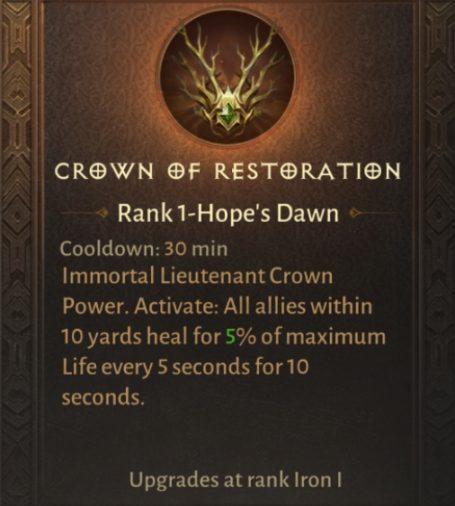 CROWN OF RESTORATION
Rank 1-Hope's Dawn
Cooldown: 30 min
Immortal Lieutenant Crown
Power. Activate: All allies within
10 yards heal for 5% of maximum
Life every 5 seconds for 10
seconds.
Upgrades at rank Iron I